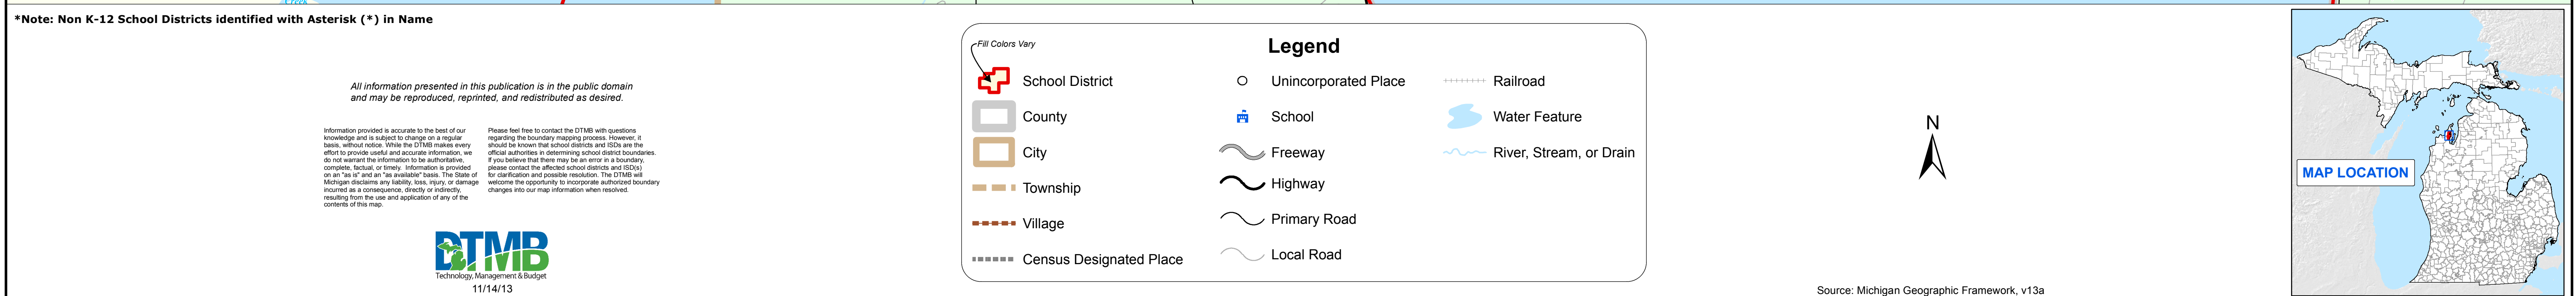 Creek
*Note: Non K-12 School Districts identified with Asterisk (*) in Name
All information presented in this publication is in the public domain
and may be reproduced, reprinted, and redistributed as desired.
Information provided is accurate to the best of our
knowledge and is subject to change on a regular
basis, without notice. While the DTMB makes every
effort to provide useful and accurate information, we
do not warrant the information to be authoritative,
complete, factual, or timely. Information is provided
on an "as is" and an "as available" basis. The State of
Michigan disclaims any liability, loss, injury, or damage
incurred as a consequence, directly or indirectly,
resulting from the use and application of any of the
contents of this map.
Please feel free to contact the DTMB with questions
regarding the boundary mapping process. However, it
should be known that school districts and ISDs are the
official authorities in determining school district boundaries.
If you believe that there may be an error in a boundary,
please contact the affected school districts and ISD(s)
for clarification and possible resolution. The DTMB will
welcome the opportunity to incorporate authorized boundary
changes into our map information when resolved.
DTMB
Technology, Management & Budget
11/14/13
Legend
Fill Colors Vary
School District
County
City
Township
Village
Census Designated Place
Unincorporated Place
School
Freeway
Highway
Primary Road
Local Road
Railroad
Water Feature
River, Stream, or Drain
N
Source: Michigan Geographic Framework, v13a
MAP LOCATION